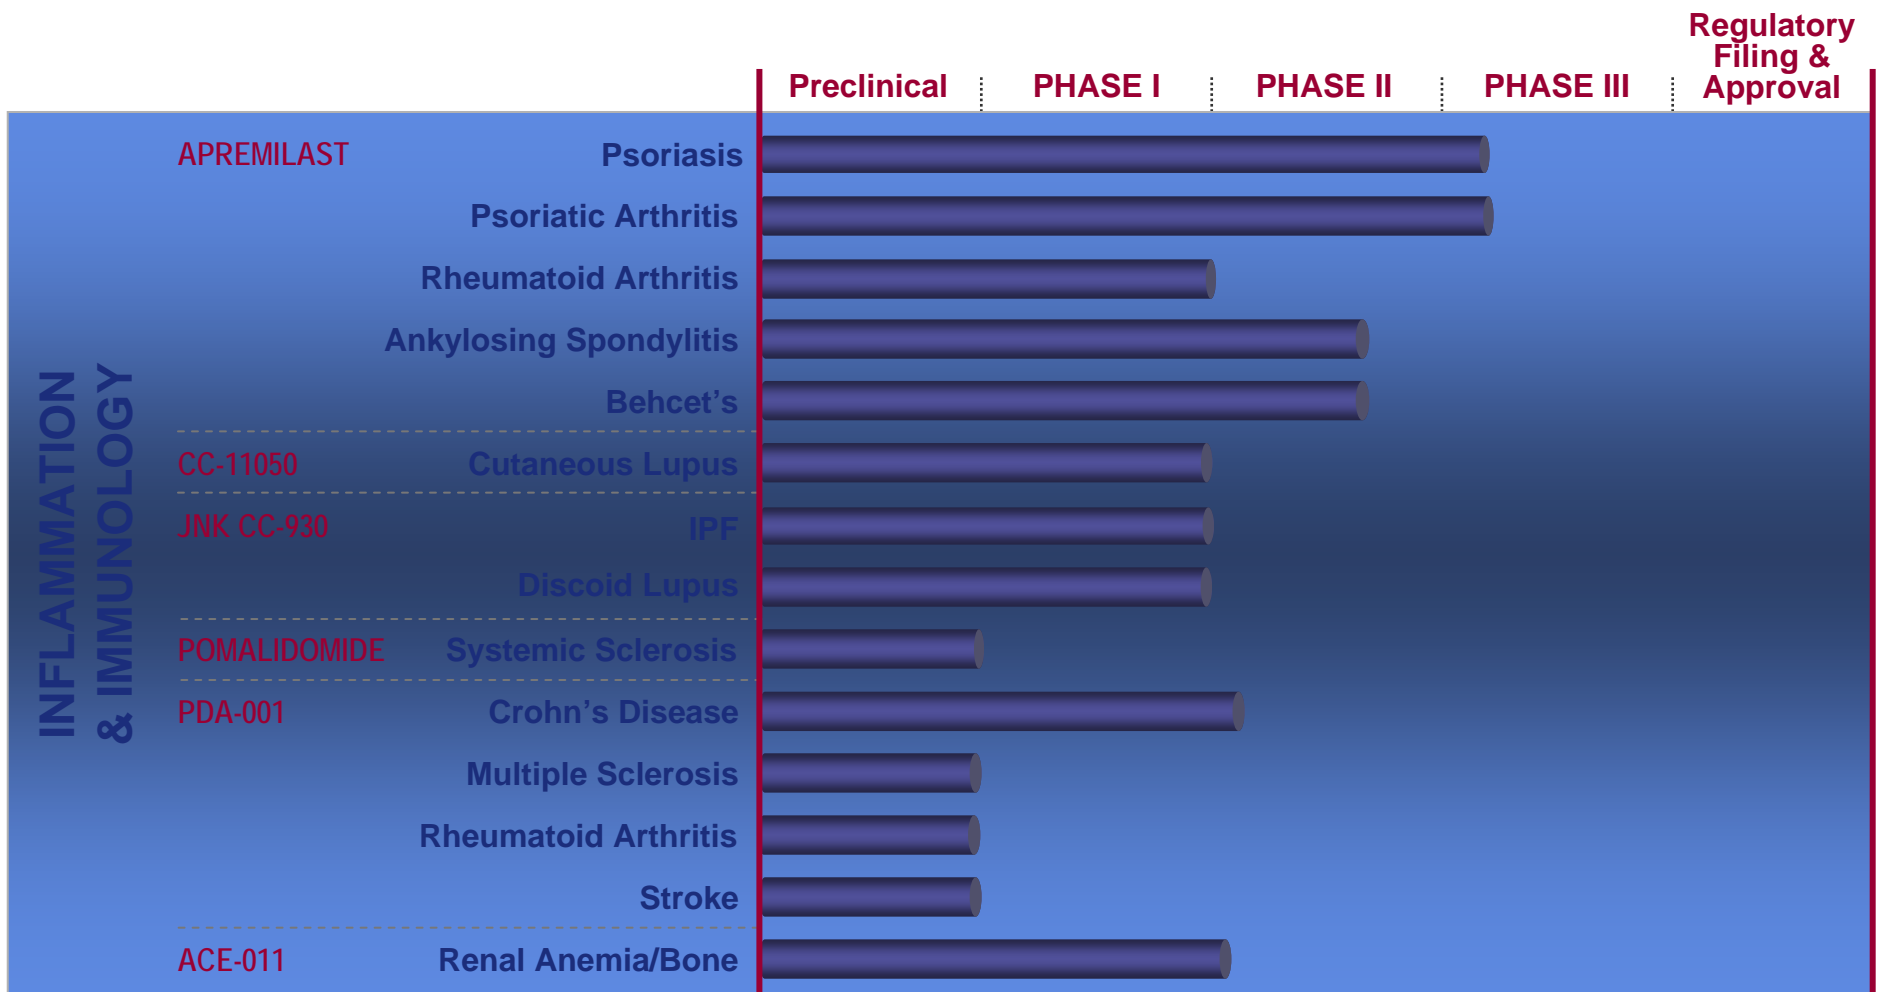 Regulatory
Filing &
Approval
Preclinical PHASE I PHASE II PHASE III
INFLAMMATION
& IMMUNOLOGY
APREMILAST Psoriasis
Psoriatic Arthritis
Rheumatoid Arthritis
Ankylosing Spondylitis
Behcet’s
CC-11050 Cutaneous Lupus
JNK CC-930 IPF
Discoid Lupus
POMALIDOMIDE Systemic Sclerosis
PDA-001 Crohn’s Disease
Multiple Sclerosis
Rheumatoid Arthritis
Stroke
ACE-011 Renal Anemia/Bone